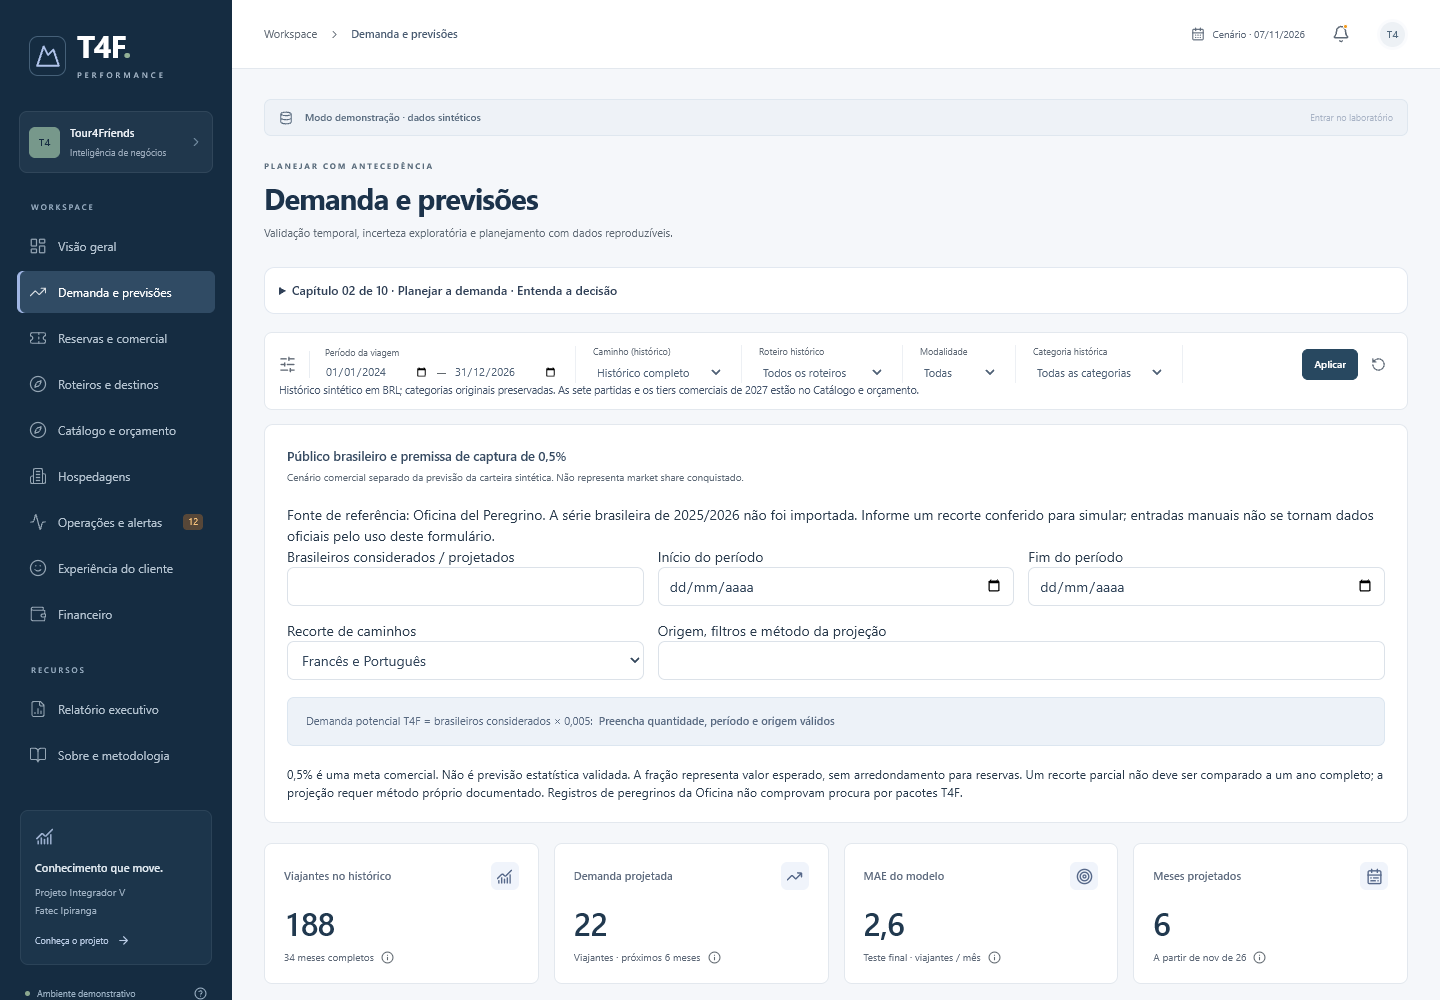 T4F.
PERFORMANCE
T4
Tour4Friends
Inteligência de negócios
WORKSPACE
Visão geral
Demanda e previsões
Reservas e comercial
Roteiros e destinos
Catálogo e orçamento
Hospedagens
Operações e alertas
12
Experiência do cliente
Financeiro
RECURSOS
Relatório executivo
Sobre e metodologia
Conhecimento que move.
Projeto Integrador V
Fatec Ipiranga
Conheça o projeto
Ambiente demonstrativo
Workspace
Demanda e previsões
Cenário · 07/11/2026
T4
Modo demonstração · dados sintéticos
Entrar no laboratório
PLANEJAR COM ANTECEDÊNCIA
Demanda e previsões
Validação temporal, incerteza exploratória e planejamento com dados reproduzíveis.
Capítulo 02 de 10 · Planejar a demanda · Entenda a decisão
Período da viagem
01/01/2024 — 31/12/2026
Caminho (histórico)
Histórico completo
Roteiro histórico
Todos os roteiros
Modalidade
Todas
Categoria histórica
Todas as categorias
Aplicar
Histórico sintético em BRL; categorias originais preservadas. As sete partidas e os tiers comerciais de 2027 estão no Catálogo e orçamento.
Público brasileiro e premissa de captura de 0,5%
Cenário comercial separado da previsão da carteira sintética. Não representa market share conquistado.
Fonte de referência: Oficina del Peregrino. A série brasileira de 2025/2026 não foi importada. Informe um recorte conferido para simular; entradas manuais não se tornam dados
oficiais pelo uso deste formulário.
Brasileiros considerados / projetados
Início do período
dd/mm/aaaa
Fim do período
dd/mm/aaaa
Recorte de caminhos
Francês e Português
Origem, filtros e método da projeção
Demanda potencial T4F = brasileiros considerados × 0,005: Preencha quantidade, período e origem válidos
0,5% é uma meta comercial. Não é previsão estatística validada. A fração representa valor esperado, sem arredondamento para reservas. Um recorte parcial não deve ser comparado a um ano completo; a
projeção requer método próprio documentado. Registros de peregrinos da Oficina não comprovam procura por pacotes T4F.
Viajantes no histórico
188
34 meses completos
Demanda projetada
22
Viajantes · próximos 6 meses
MAE do modelo
2,6
Teste final · viajantes / mês
Meses projetados
6
A partir de nov de 26